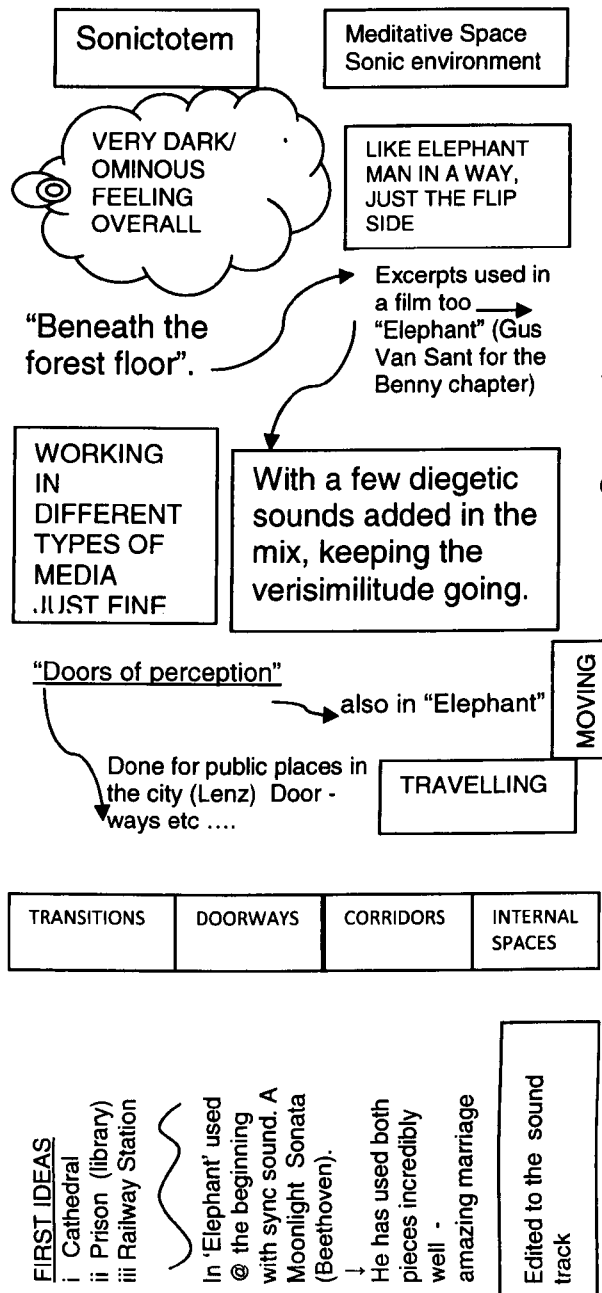 Sonictotem
Meditative Space
Sonic environment
VERY DARK/
OMINOUS
FEELING
OVERALL
LIKE ELEPHANT
MAN IN A WAY,
JUST THE FLIP
SIDE
"Beneath the
forest floor".
Excerpts used in
a film too
"Elephant" (Gus
Van Sant for the
Benny chapter)
WORKING
IN
DIFFERENT
TYPES OF
MEDIA
JUST FINE
With a few diegetic
sounds added in the
mix, keeping the
verisimilitude going.
"Doors of perception"
also in "Elephant"
MOVING
TRAVELLING
Done for public places in
the city (Lenz) Door -
ways etc ....
TRANSITIONS
DOORWAYS
CORRIDORS
INTERNAL
SPACES
FIRST IDEAS
i Cathedral
ii Prison (library)
iii Railway Station
In 'Elephant' used
@ the beginning
with sync sound. A
Moonlight Sonata
(Beethoven).
He has used both
pieces incredibly
well -
amazing marriage
Edited to the sound
track